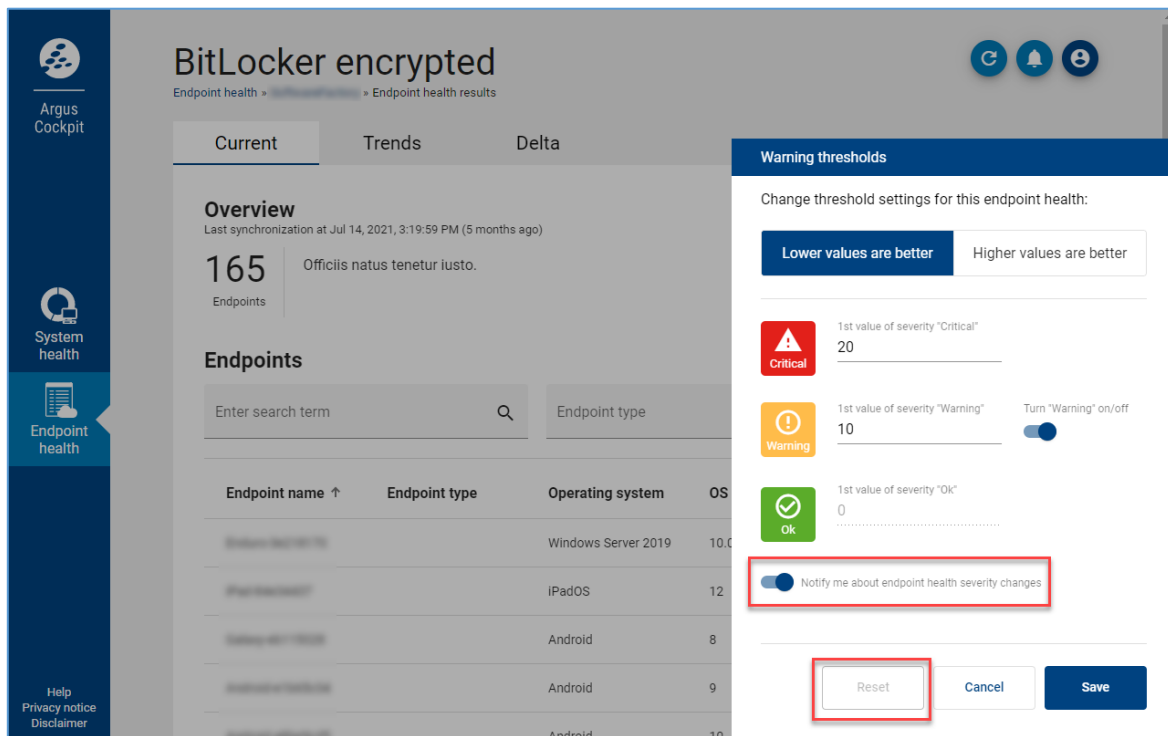 Argus
Cockpit
System
health
Endpoint
health
Help
Privacy notice
Disclaimer
BitLocker encrypted
Endpoint health » » Endpoint health results
Current Trends Delta
Overview
Last synchronization at Jul 14, 2021, 3:19:59 PM (5 months ago)
165 Officiis natus tenetur iusto.
Endpoints
Endpoints
Enter search term Endpoint type
Endpoint name ↑ Endpoint type Operating system OS
Windows Server 2019 10.0
iPadOS 12
Android 8
Android 9
Android 10
Warning thresholds
Change threshold settings for this endpoint health:
Lower values are better Higher values are better
1st value of severity "Critical"
20
Critical
1st value of severity "Warning" Turn "Warning" on/off
10
Warning
1st value of severity "Ok"
0
Ok
Notify me about endpoint health severity changes
Reset Cancel Save